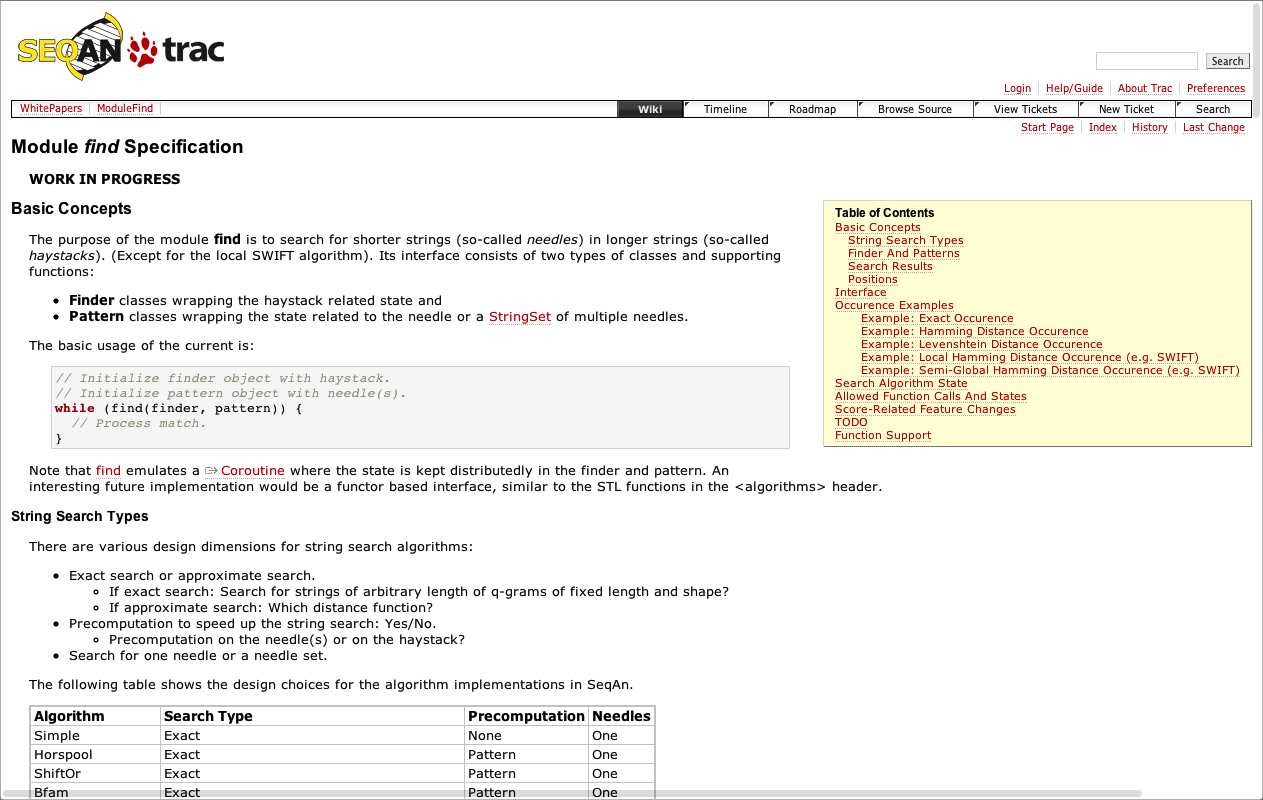 SEQAN trac
Search
Login Help/Guide About Trac Preferences
WhitePapers ModuleFind Wiki Timeline Roadmap Browse Source View Tickets New Ticket Search
Start Page Index History Last Change
Module find Specification
WORK IN PROGRESS
Basic Concepts
The purpose of the module find is to search for shorter strings (so-called needles) in longer strings (so-called
haystacks). (Except for the local SWIFT algorithm). Its interface consists of two types of classes and supporting
functions:
• Finder classes wrapping the haystack related state and
• Pattern classes wrapping the state related to the needle or a StringSet of multiple needles.
The basic usage of the current is:
// Initialize finder object with haystack.
// Initialize pattern object with needle(s).
while (find(finder, pattern)) {
// Process match.
}
Table of Contents
Basic Concepts
String Search Types
Finder And Patterns
Search Results
Positions
Interface
Occurence Examples
Example: Exact Occurence
Example: Hamming Distance Occurence
Example: Levenshtein Distance Occurence
Example: Local Hamming Distance Occurence (e.g. SWIFT)
Example: Semi-Global Hamming Distance Occurence (e.g. SWIFT)
Search Algorithm State
Allowed Function Calls And States
Score-Related Feature Changes
TODO
Function Support
Note that find emulates a Coroutine where the state is kept distributedly in the finder and pattern. An
interesting future implementation would be a functor based interface, similar to the STL functions in the <algorithms> header.
String Search Types
There are various design dimensions for string search algorithms:
• Exact search or approximate search.
◦ If exact search: Search for strings of arbitrary length of q-grams of fixed length and shape?
◦ If approximate search: Which distance function?
• Precomputation to speed up the string search: Yes/No.
◦ Precomputation on the needle(s) or on the haystack?
• Search for one needle or a needle set.
The following table shows the design choices for the algorithm implementations in SeqAn.
Algorithm Search Type Precomputation Needles
Simple Exact None One
Horspool Exact Pattern One
ShiftOr Exact Pattern One
Bfam Exact Pattern One